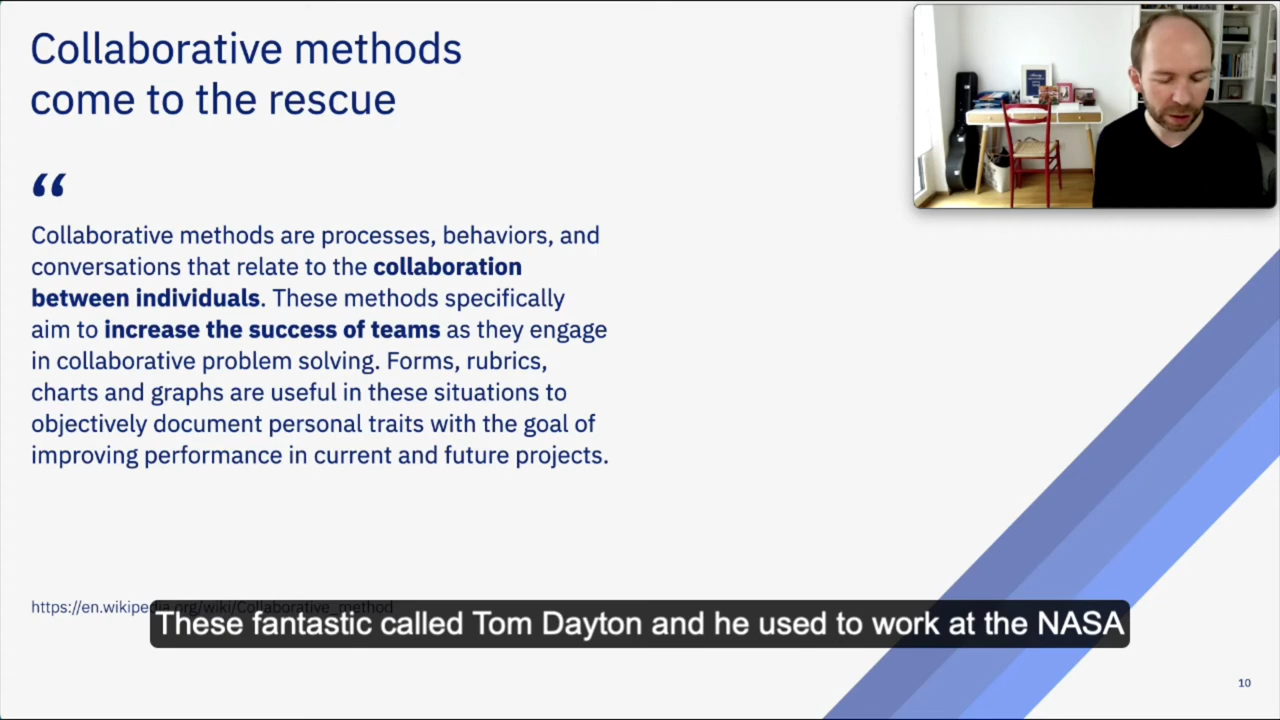 Collaborative methods
come to the rescue
“
Collaborative methods are processes, behaviors, and
conversations that relate to the collaboration
between individuals. These methods specifically
aim to increase the success of teams as they engage
in collaborative problem solving. Forms, rubrics,
charts and graphs are useful in these situations to
objectively document personal traits with the goal of
improving performance in current and future projects.
https://en.wikipedia.org/wiki/Collaborative_method
These fantastic called Tom Dayton and he used to work at the NASA
10